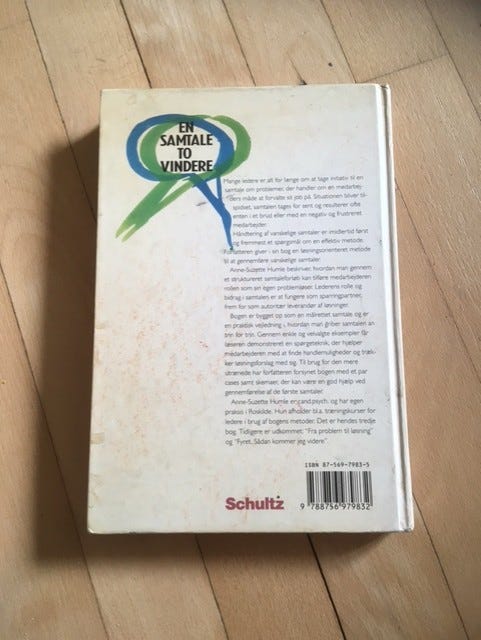 EN
SAMTALE
TO
VINDERE
Mange ledere er alt for længe om at tage initiativ til en
samtale om problemer, der handler om en medarbej-
ders måde at forvalte sit job på. Situationen bliver til-
spidset, samtalen tages for sent og resulterer ofte
enten i et brud eller med en negativ og frustreret
medarbejder.
Håndtering af vanskelige samtaler er imidlertid først
og fremmest et spørgsmål om en effektiv metode.
Forfatteren giver i en bog en løsningsorienteret metode
til at gennemføre vanskelige samtaler.
Anne-Suzette Humle beskriver, hvordan man gennem
et struktureret samtaleforløb kan tilføre medarbejderen
rollen som sin egen problemløser. Lederens rolle og
bidrag i samtalen er at fungere som sparringpartner,
frem for som autoritær leverandør af løsninger.
Bogen er bygget op som en målrettet samtale og er
en praktisk vejledning i, hvordan man griber samtalen an
trin for trin. Gennem enkle og velvalgte eksempler får
læseren demonstreret en spørgeteknik, der hjælper
medarbejderen med at finde handlemuligheder og træk-
ker løsningsforslag med sig. Til brug for den mere
utrænede har forfatteren forsynet bogen med et par
cases samt skemaer, der kan være en god hjælp ved
gennemførelse af de første samtaler.
Anne-Suzette Humle er cand.psych. og har egen
praksis i Roskilde. Hun afholder bl.a. træningskurser for
ledere i brug af bogens metoder. Det er hendes tredje
bog. Tidligere er udkommet: "Fra problem til løsning"
og "Fyret. Sådan kommer jeg videre".
ISBN 87-569-7983-5
Schultz
9 788756 979832